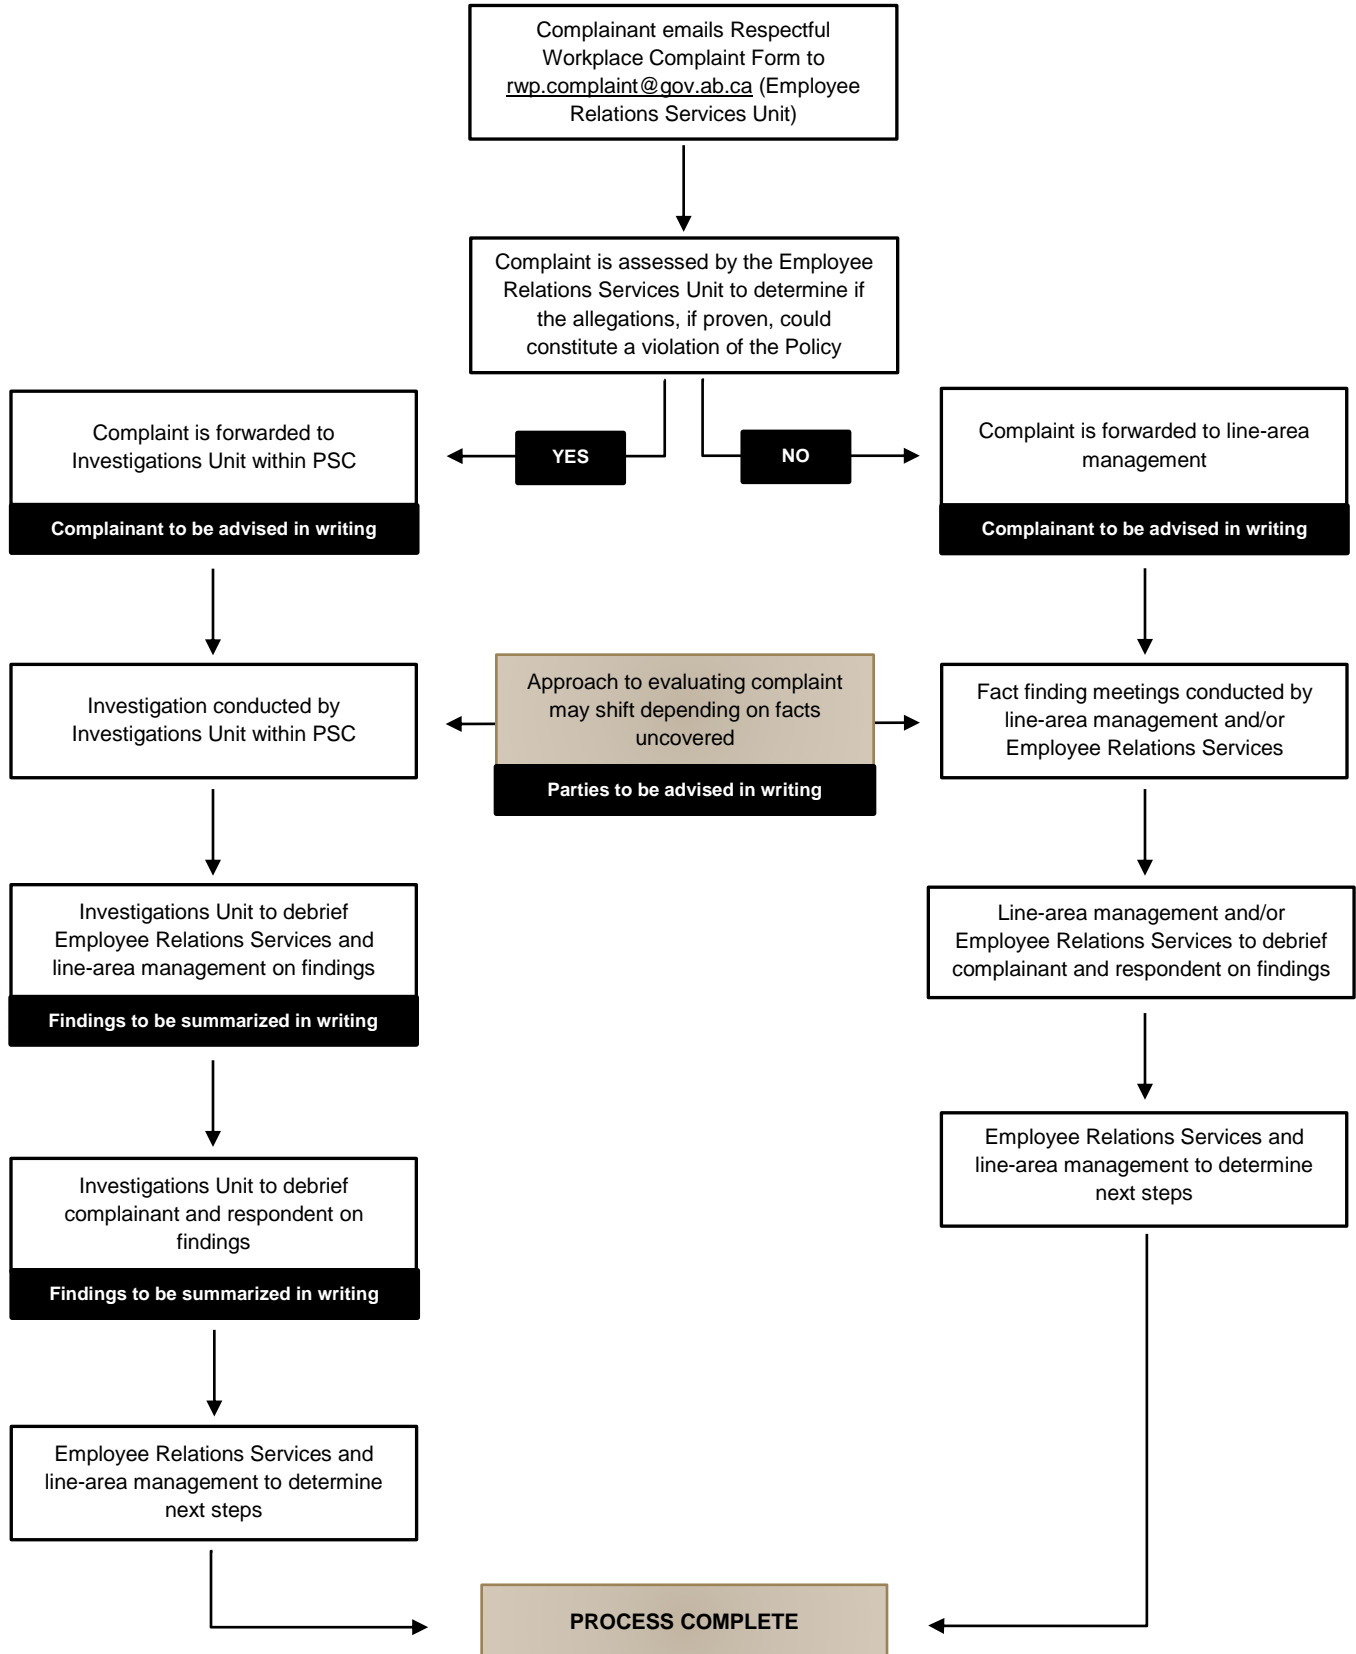 Complainant emails Respectful
Workplace Complaint Form to
rwp.complaint@gov.ab.ca (Employee
Relations Services Unit)
Complaint is assessed by the Employee
Relations Services Unit to determine if
the allegations, if proven, could
constitute a violation of the Policy
YES
NO
Complaint is forwarded to
Investigations Unit within PSC
Complainant to be advised in writing
Complaint is forwarded to line-area
management
Complainant to be advised in writing
Investigation conducted by
Investigations Unit within PSC
Approach to evaluating complaint
may shift depending on facts
uncovered
Parties to be advised in writing
Fact finding meetings conducted by
line-area management and/or
Employee Relations Services
Investigations Unit to debrief
Employee Relations Services and
line-area management on findings
Findings to be summarized in writing
Line-area management and/or
Employee Relations Services to debrief
complainant and respondent on findings
Investigations Unit to debrief
complainant and respondent on
findings
Findings to be summarized in writing
Employee Relations Services and
line-area management to determine
next steps
Employee Relations Services and
line-area management to determine
next steps
PROCESS COMPLETE